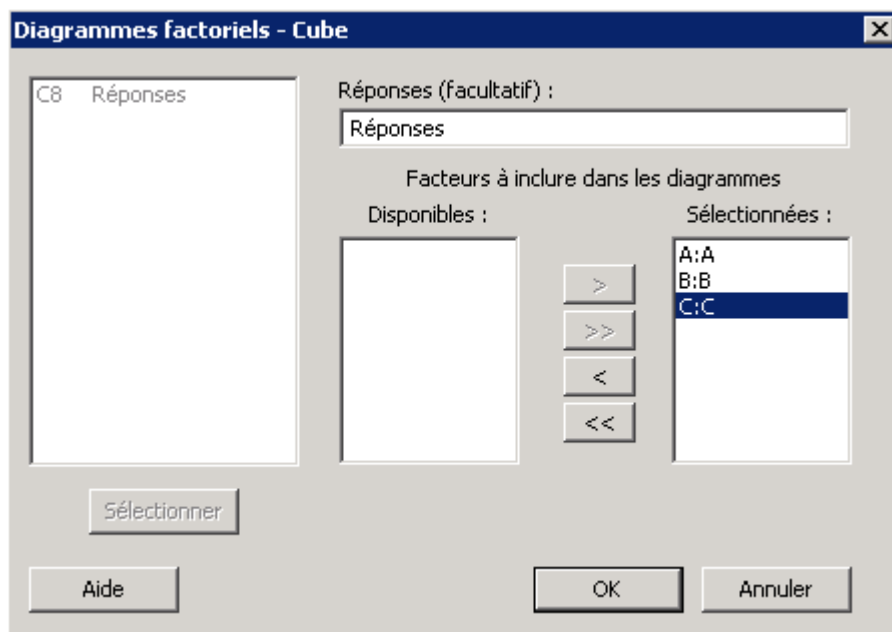 Diagrammes factoriels - Cube
C8 Réponses
Réponses (facultatif) :
Réponses
Facteurs à inclure dans les diagrammes
Disponibles :
Sélectionnées :
A:A
B:B
C:C
>
>>
<
<<
Sélectionner
Aide
OK
Annuler